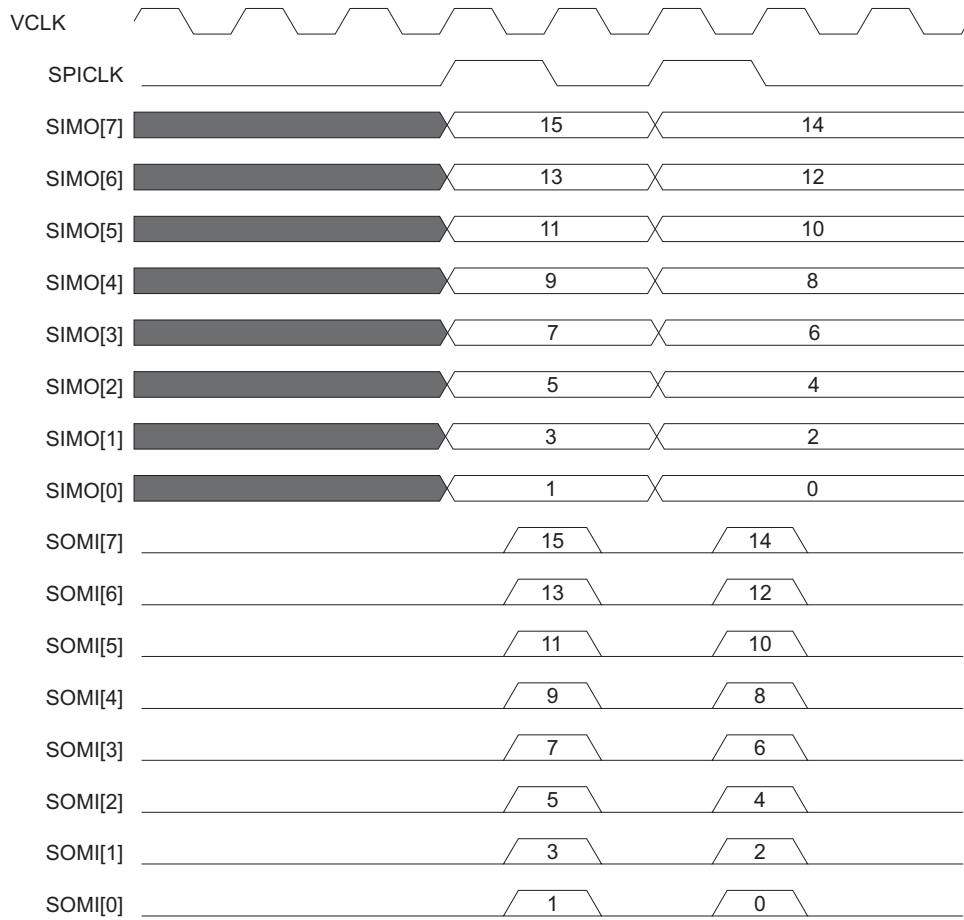 VCLK
SPICLK
SIMO[7] 15 14
SIMO[6] 13 12
SIMO[5] 11 10
SIMO[4] 9 8
SIMO[3] 7 6
SIMO[2] 5 4
SIMO[1] 3 2
SIMO[0] 1 0
SOMI[7] 15 14
SOMI[6] 13 12
SOMI[5] 11 10
SOMI[4] 9 8
SOMI[3] 7 6
SOMI[2] 5 4
SOMI[1] 3 2
SOMI[0] 1 0